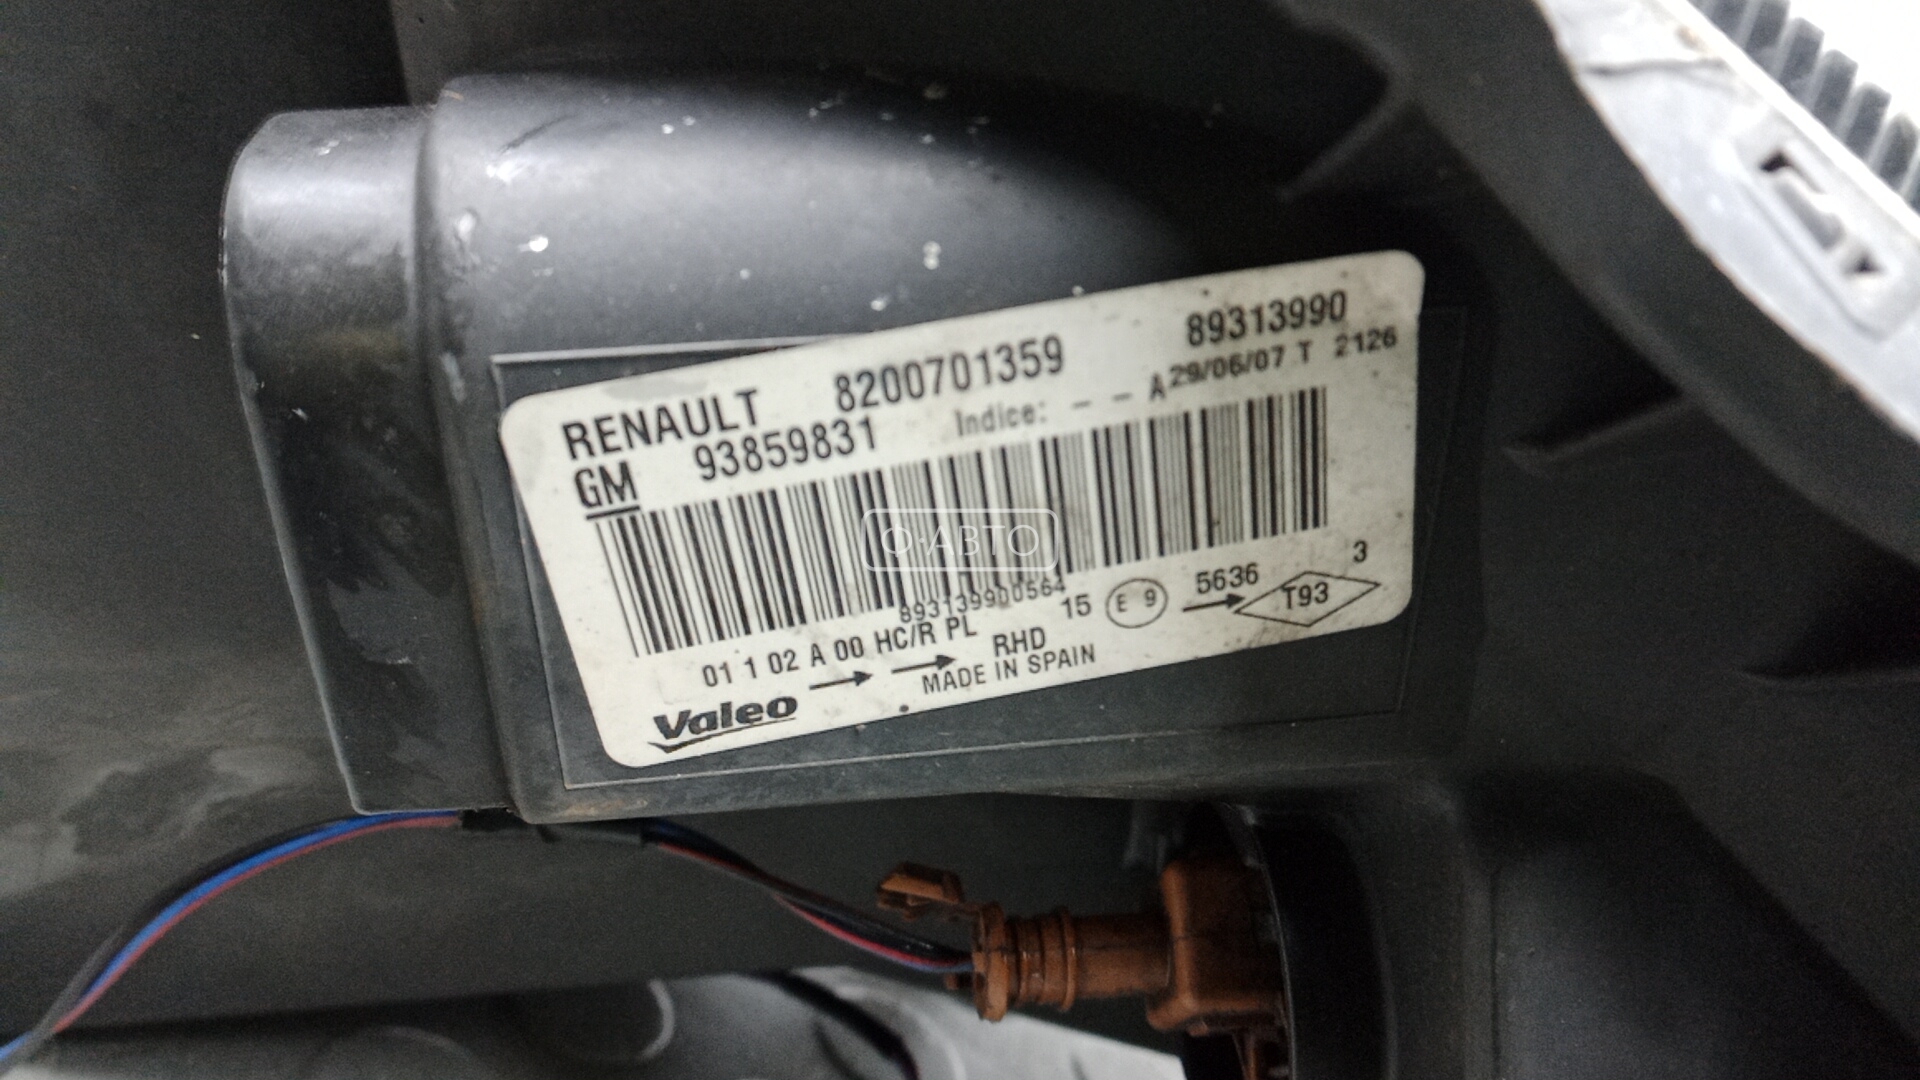 RENAULT 8200701359 89313990
GM 93859831 Indice: - - A 29/06/07 T 2126
О·АВТО
893139900564
01 1 02 A 00 HC/R PL 15 E 9 5636 T93 3
RHD
Valeo MADE IN SPAIN